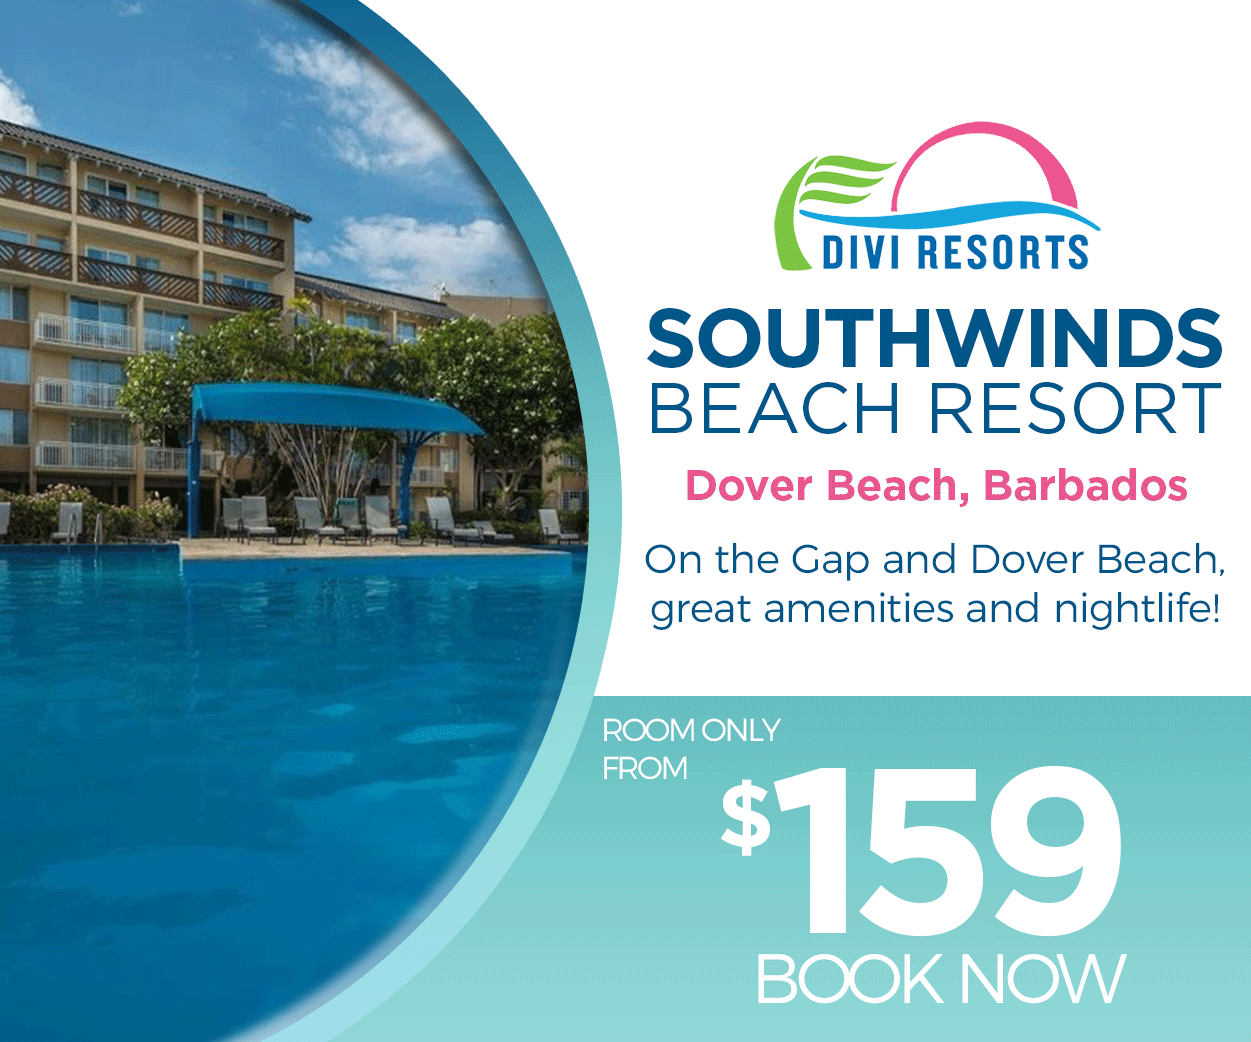 DIVI RESORTS
SOUTHWINDS
BEACH RESORT
Dover Beach, Barbados
On the Gap and Dover Beach,
great amenities and nightlife!
ROOM ONLY
FROM
$159
BOOK NOW